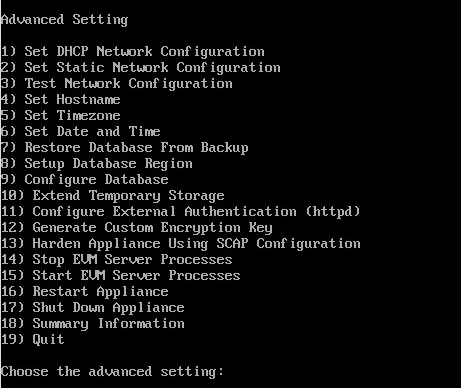 Advanced Setting
1) Set DHCP Network Configuration
2) Set Static Network Configuration
3) Test Network Configuration
4) Set Hostname
5) Set Timezone
6) Set Date and Time
7) Restore Database From Backup
8) Setup Database Region
9) Configure Database
10) Extend Temporary Storage
11) Configure External Authentication (httpd)
12) Generate Custom Encryption Key
13) Harden Appliance Using SCAP Configuration
14) Stop EVM Server Processes
15) Start EVM Server Processes
16) Restart Appliance
17) Shut Down Appliance
18) Summary Information
19) Quit
Choose the advanced setting: